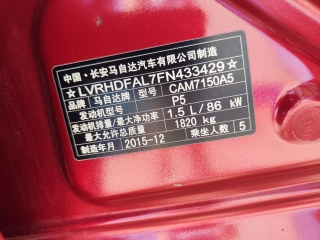 中国·长安马自达汽车有限公司制造
★LVRHDFAL7FN433429★
品牌 马自达牌 型号 CAM7150A5
发动机型号 P5
发动机排量/最大净功率 1.5 L/86 kW
最大允许总质量 1820 kg
制造年月 2015-12 乘坐人数 5